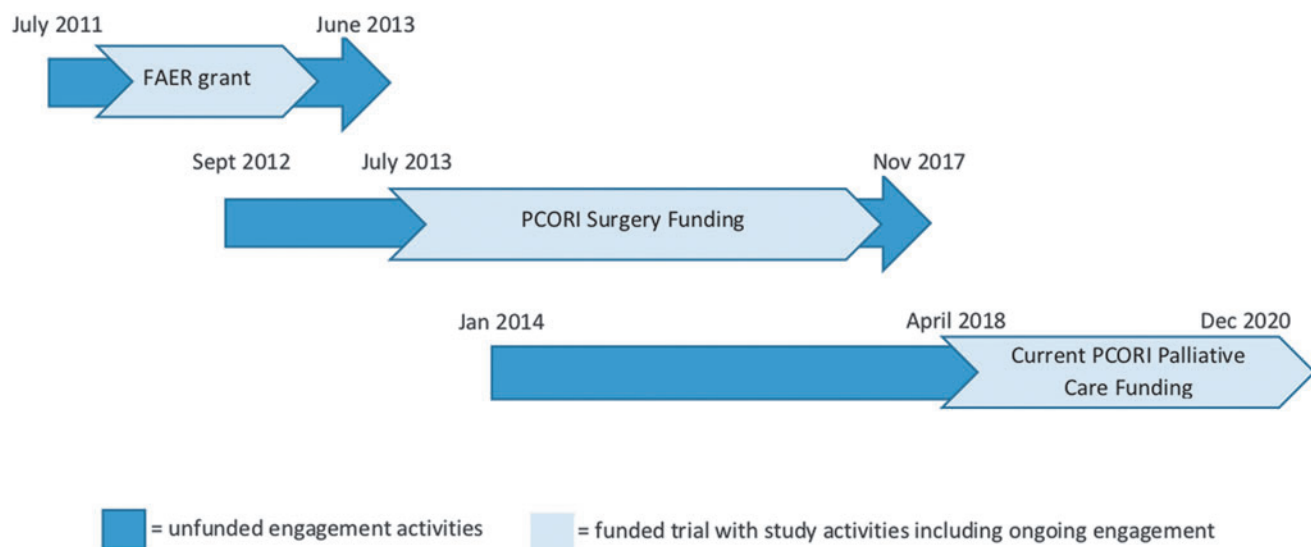 July 2011
June 2013
FAER grant
Sept 2012
July 2013
Nov 2017
PCORI Surgery Funding
Jan 2014
April 2018
Dec 2020
Current PCORI Palliative
Care Funding
= unfunded engagement activities
= funded trial with study activities including ongoing engagement